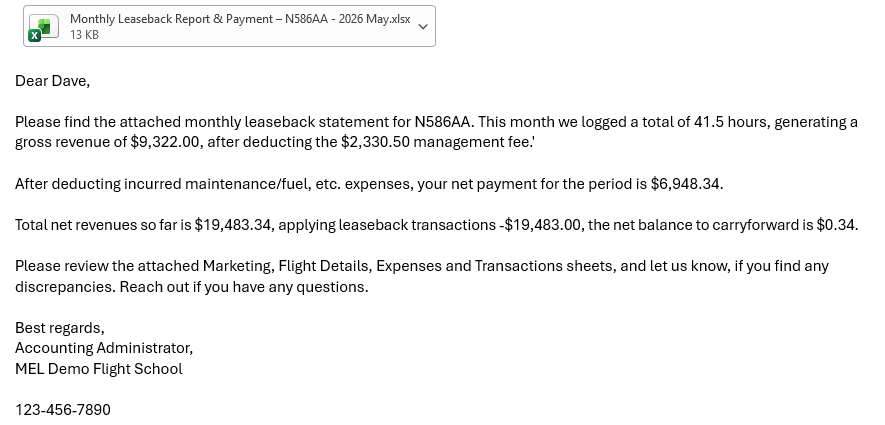 Monthly Leaseback Report & Payment – N586AA - 2026 May.xlsx
13 KB
Dear Dave,
Please find the attached monthly leaseback statement for N586AA. This month we logged a total of 41.5 hours, generating a
gross revenue of $9,322.00, after deducting the $2,330.50 management fee.'
After deducting incurred maintenance/fuel, etc. expenses, your net payment for the period is $6,948.34.
Total net revenues so far is $19,483.34, applying leaseback transactions -$19,483.00, the net balance to carryforward is $0.34.
Please review the attached Marketing, Flight Details, Expenses and Transactions sheets, and let us know, if you find any
discrepancies. Reach out if you have any questions.
Best regards,
Accounting Administrator,
MEL Demo Flight School
123-456-7890